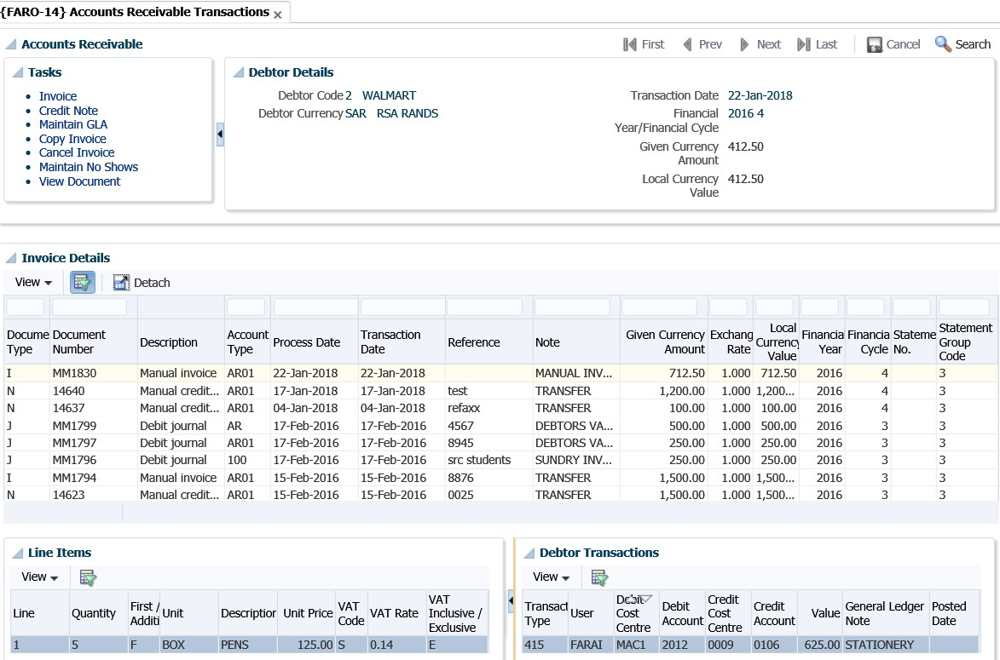 {FARO-14} Accounts Receivable Transactions
Accounts Receivable
First Prev Next Last Cancel Search
Tasks
Invoice
Credit Note
Maintain GLA
Copy Invoice
Cancel Invoice
Maintain No Shows
View Document
Debtor Details
Debtor Code 2 WALMART
Debtor Currency SAR RSA RANDS
Transaction Date 22-Jan-2018
Financial 2016 4
Year/Financial Cycle
Given Currency 412.50
Amount
Local Currency 412.50
Value
Invoice Details
View Detach
Docume Type Document Number Description Account Type Process Date Transaction Date Reference Note Given Currency Amount Exchang Rate Local Currency Value Financia Year Financia Cycle Stateme No. Statement Group Code
I MM1830 Manual invoice AR01 22-Jan-2018 22-Jan-2018 MANUAL INV... 712.50 1.000 712.50 2016 4 3
N 14640 Manual credit... AR01 17-Jan-2018 17-Jan-2018 test TRANSFER 1,200.00 1.000 1,200... 2016 4 3
N 14637 Manual credit... AR01 04-Jan-2018 04-Jan-2018 refaxx TRANSFER 100.00 1.000 100.00 2016 4 3
J MM1799 Debit journal AR 17-Feb-2016 17-Feb-2016 4567 DEBTORS VA... 500.00 1.000 500.00 2016 3 3
J MM1797 Debit journal AR01 17-Feb-2016 17-Feb-2016 8945 DEBTORS VA... 250.00 1.000 250.00 2016 3 3
J MM1796 Debit journal 100 17-Feb-2016 17-Feb-2016 src students SUNDRY INV... 250.00 1.000 250.00 2016 3 3
I MM1794 Manual invoice AR01 15-Feb-2016 15-Feb-2016 8876 TRANSFER 1,500.00 1.000 1,500... 2016 3 3
N 14623 Manual credit... AR01 15-Feb-2016 15-Feb-2016 0025 TRANSFER 1,500.00 1.000 1,500... 2016 3 3
Line Items
View
Line Quantity First / Additi Unit Description Unit Price VAT Code VAT Rate VAT Inclusive / Exclusive
1 5 F BOX PENS 125.00 S 0.14 E
Debtor Transactions
View
Transact Type User Debit Cost Centre Debit Account Credit Cost Centre Credit Account Value General Ledger Note Posted Date
415 FARAI MAC1 2012 0009 0106 625.00 STATIONERY